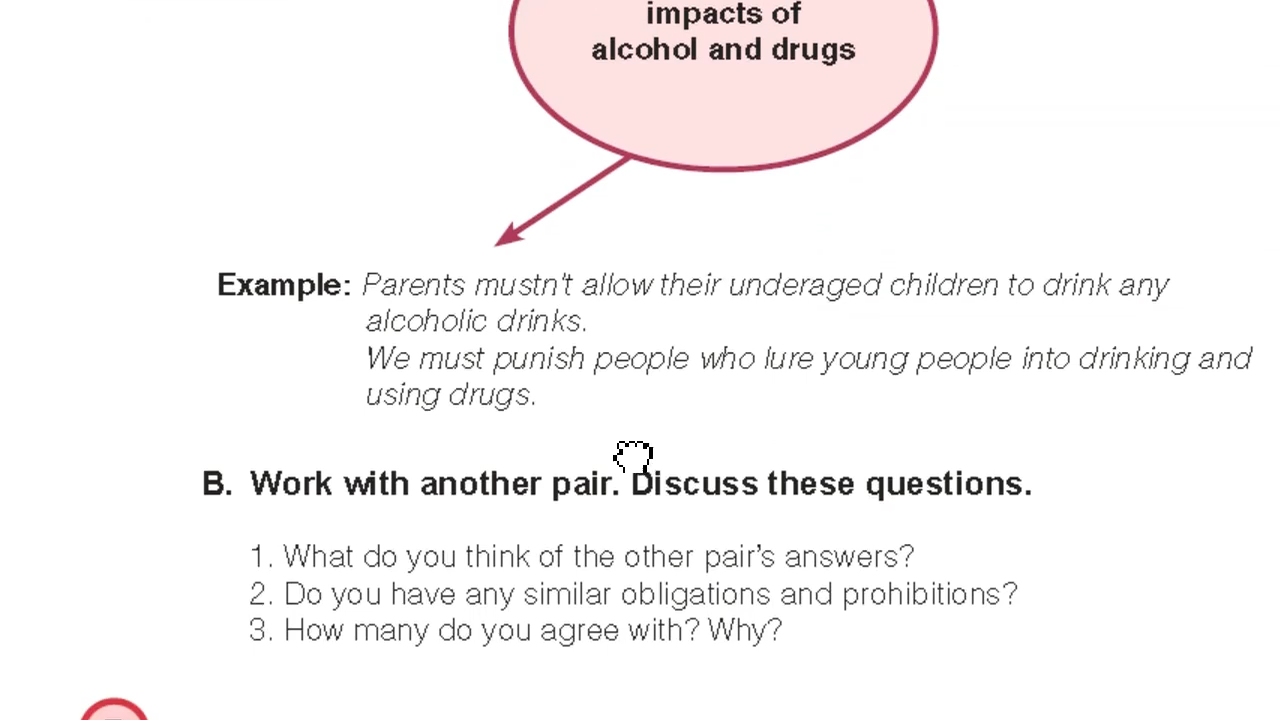 impacts of
alcohol and drugs
Example: Parents mustn't allow their underaged children to drink any
alcoholic drinks.
We must punish people who lure young people into drinking and
using drugs.
B. Work with another pair. Discuss these questions.
1. What do you think of the other pair's answers?
2. Do you have any similar obligations and prohibitions?
3. How many do you agree with? Why?